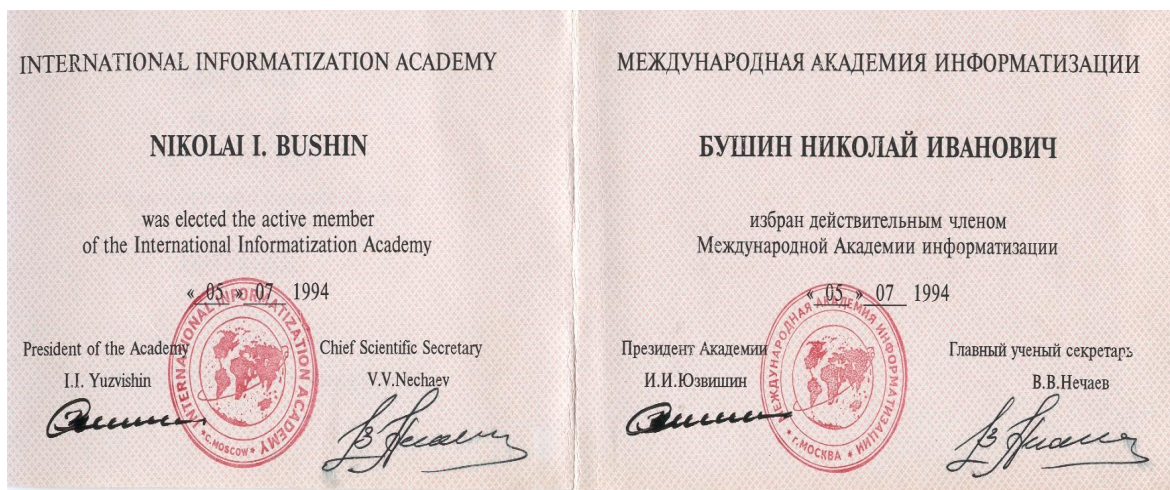 INTERNATIONAL INFORMATIZATION ACADEMY
NIKOLAI I. BUSHIN
was elected the active member
of the International Informatization Academy
« 05 » 07 1994
President of the Academy
Chief Scientific Secretary
I.I. Yuzvishin
V.V.Nechaev
INTERNATIONAL INFORMATIZATION ACADEMY
*C.MOSCOW*
МЕЖДУНАРОДНАЯ АКАДЕМИЯ ИНФОРМАТИЗАЦИИ
БУШИН НИКОЛАЙ ИВАНОВИЧ
избран действительным членом
Международной Академии информатизации
« 05 » 07 1994
Президент Академии
Главный ученый секретарь
И.И.Юзвишин
В.В.Нечаев
МЕЖДУНАРОДНАЯ АКАДЕМИЯ ИНФОРМАТИЗАЦИИ
* г.МОСКВА *